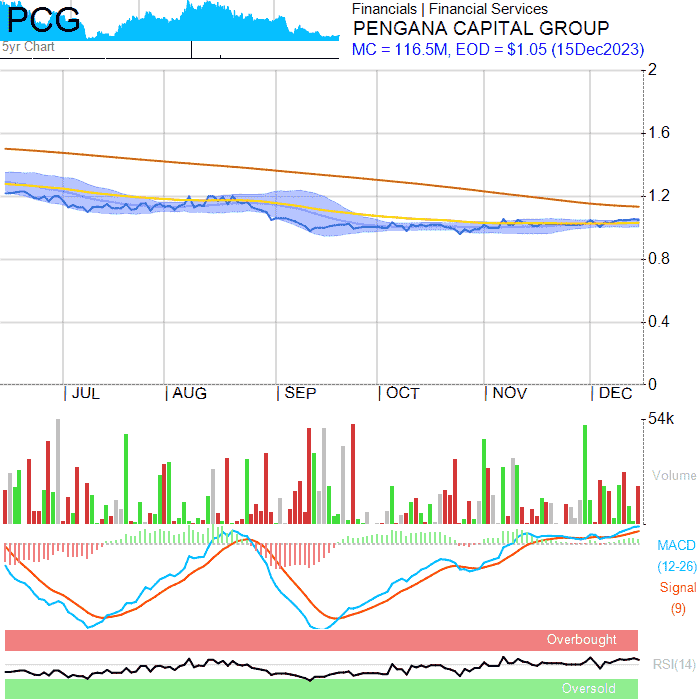 PCG
5yr Chart
Financials | Financial Services
PENGANA CAPITAL GROUP
MC = 116.5M, EOD = $1.05 (15Dec2023)
2
1.6
1.2
0.8
0.4
0
| JUL | AUG | SEP | OCT | NOV | DEC
54k
Volume
MACD
(12-26)
Signal
(9)
Overbought
RSI(14)
Oversold